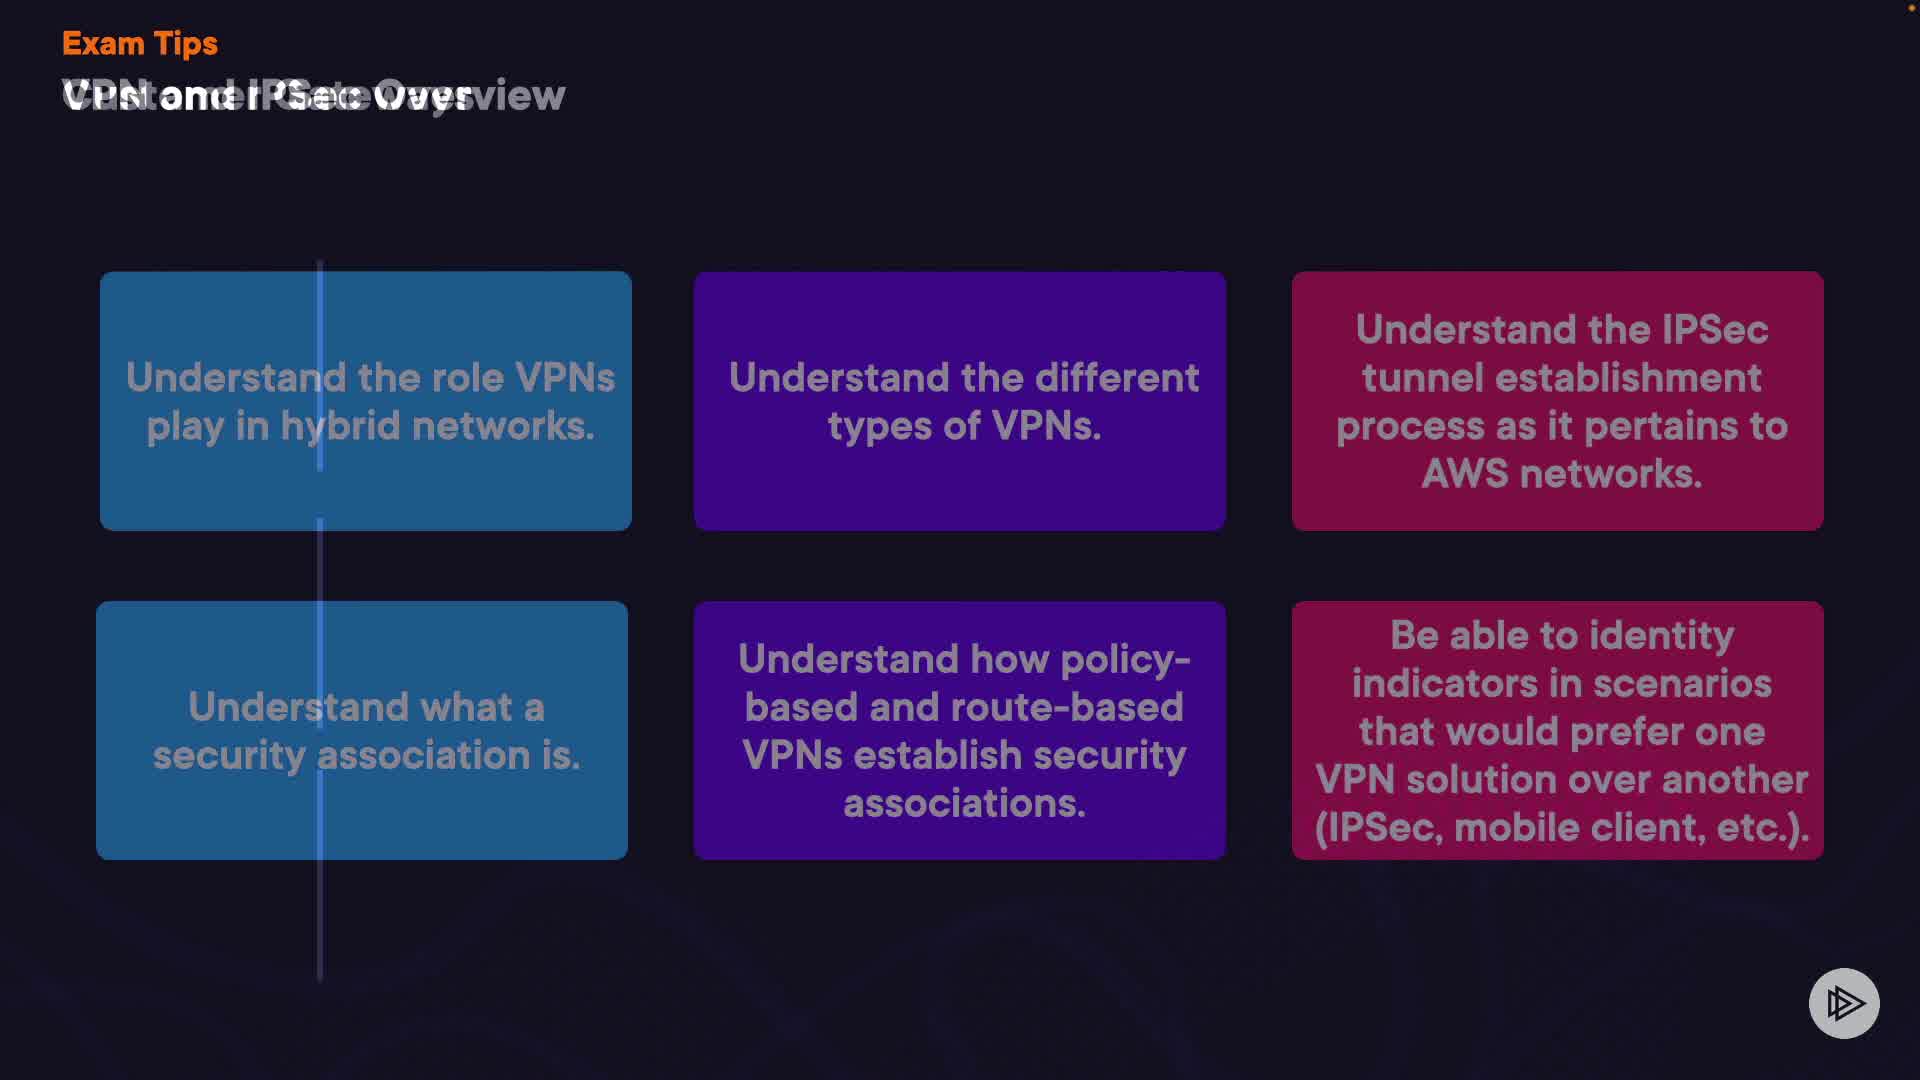 Exam Tips
VPN and IPSec Overview
Customer Gateways
Understand the role VPNs
play in hybrid networks.
Understand the different
types of VPNs.
Understand the IPSec
tunnel establishment
process as it pertains to
AWS networks.
Understand what a
security association is.
Understand how policy-
based and route-based
VPNs establish security
associations.
Be able to identity
indicators in scenarios
that would prefer one
VPN solution over another
(IPSec, mobile client, etc.).